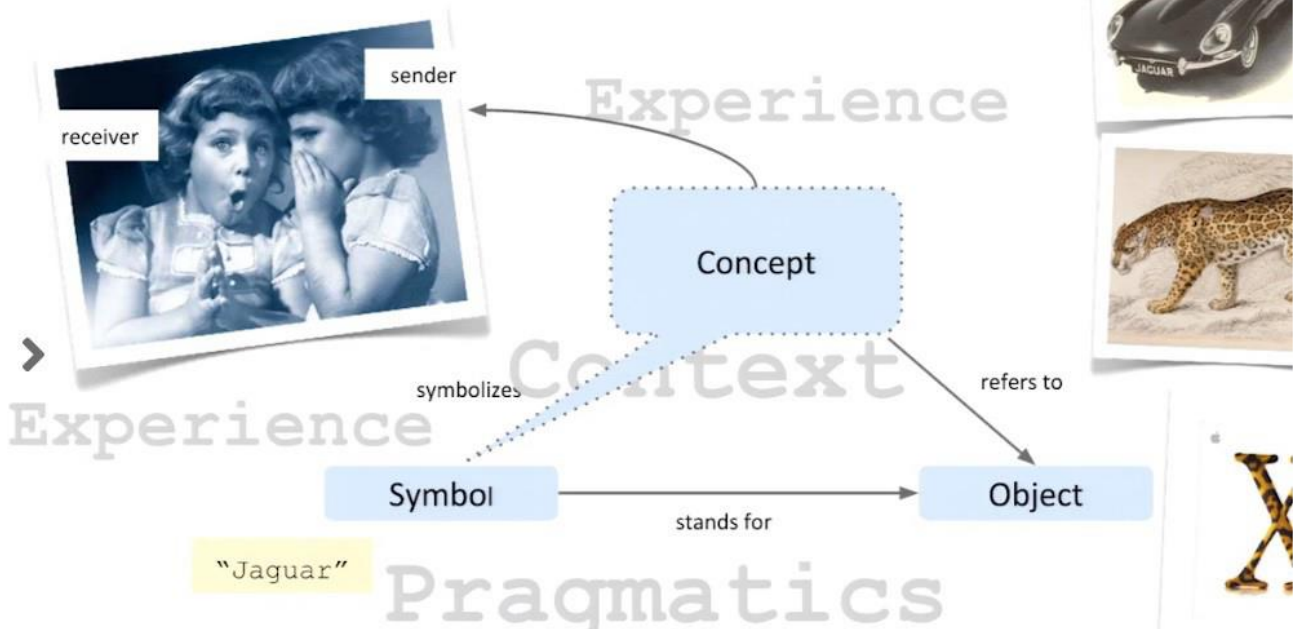 sender
receiver
JAGUAR
Experience
Concept
Context
symbolizes
refers to
Experience
Symbol
Object
stands for
X
"Jaguar"
Pragmatics